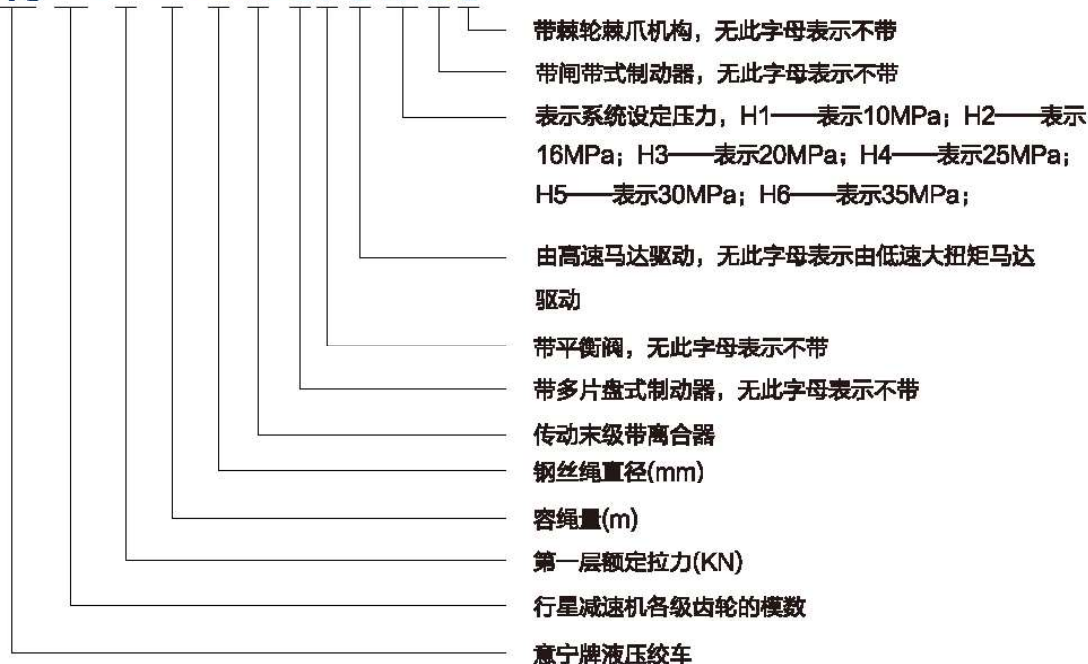 带棘轮棘爪机构，无此字母表示不带
带闸带式制动器，无此字母表示不带
表示系统设定压力，H1——表示10MPa；H2——表示
16MPa；H3——表示20MPa；H4——表示25MPa；
H5——表示30MPa；H6——表示35MPa；
由高速马达驱动，无此字母表示由低速大扭矩马达
驱动
带平衡阀，无此字母表示不带
带多片盘式制动器，无此字母表示不带
传动末级带离合器
钢丝绳直径(mm)
容绳量(m)
第一层额定拉力(KN)
行星减速机各级齿轮的模数
意宁牌液压绞车